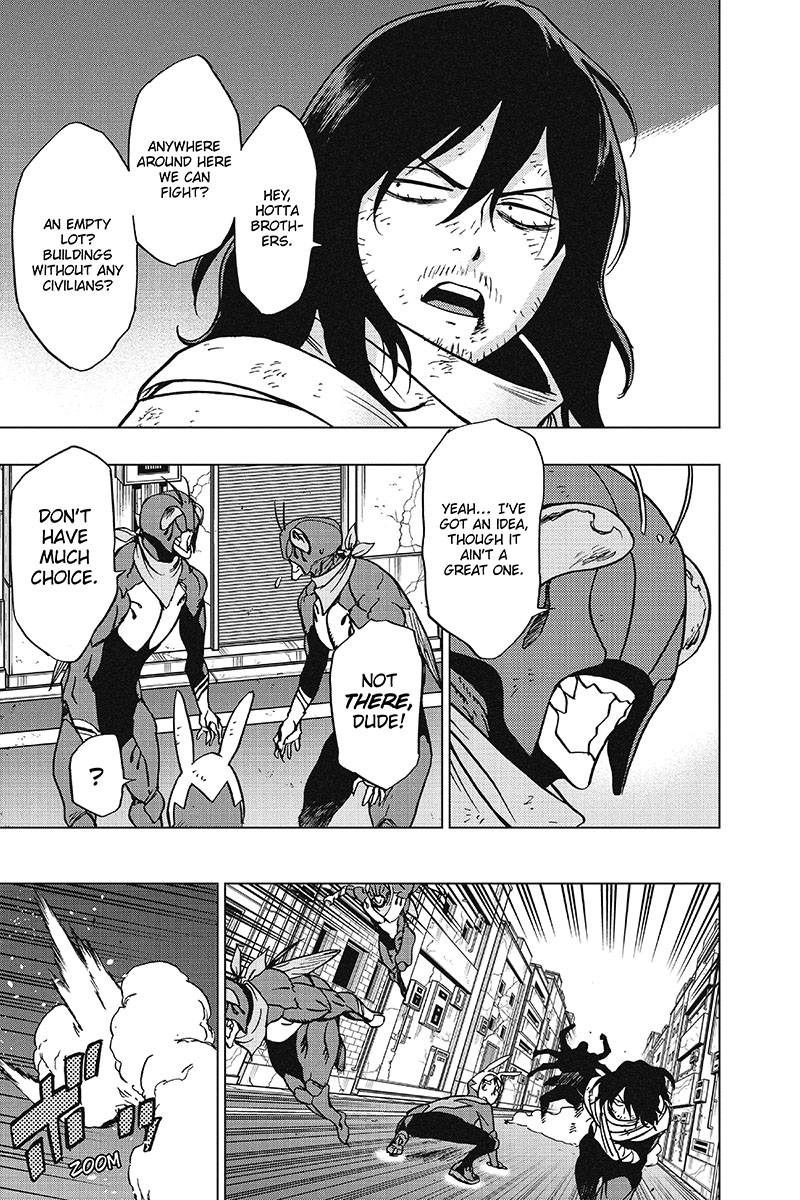 HEY,
HOTTA
BROTH-
ERS.
ANYWHERE
AROUND HERE
WE CAN
FIGHT?
AN EMPTY
LOT?
BUILDINGS
WITHOUT ANY
CIVILIANS?
YEAH... I'VE
GOT AN IDEA,
THOUGH IT
AIN'T A
GREAT ONE.
NOT
THERE,
DUDE!
DON'T
HAVE
MUCH
CHOICE.
?
ZOOM